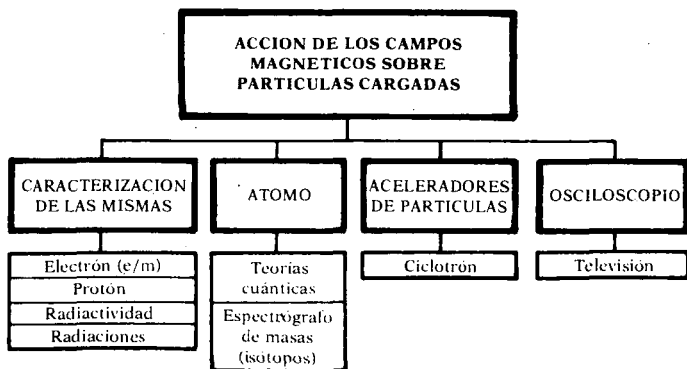 ACCION DE LOS CAMPOS
MAGNETICOS SOBRE
PARTICULAS CARGADAS
CARACTERIZACION
DE LAS MISMAS
ATOMO
ACELERADORES
DE PARTICULAS
OSCILOSCOPIO
Electrón (e/m)
Protón
Radiactividad
Radiaciones
Teorías
cuánticas
Espectrógrafo
de masas
(isótopos)
Ciclotrón
Televisión